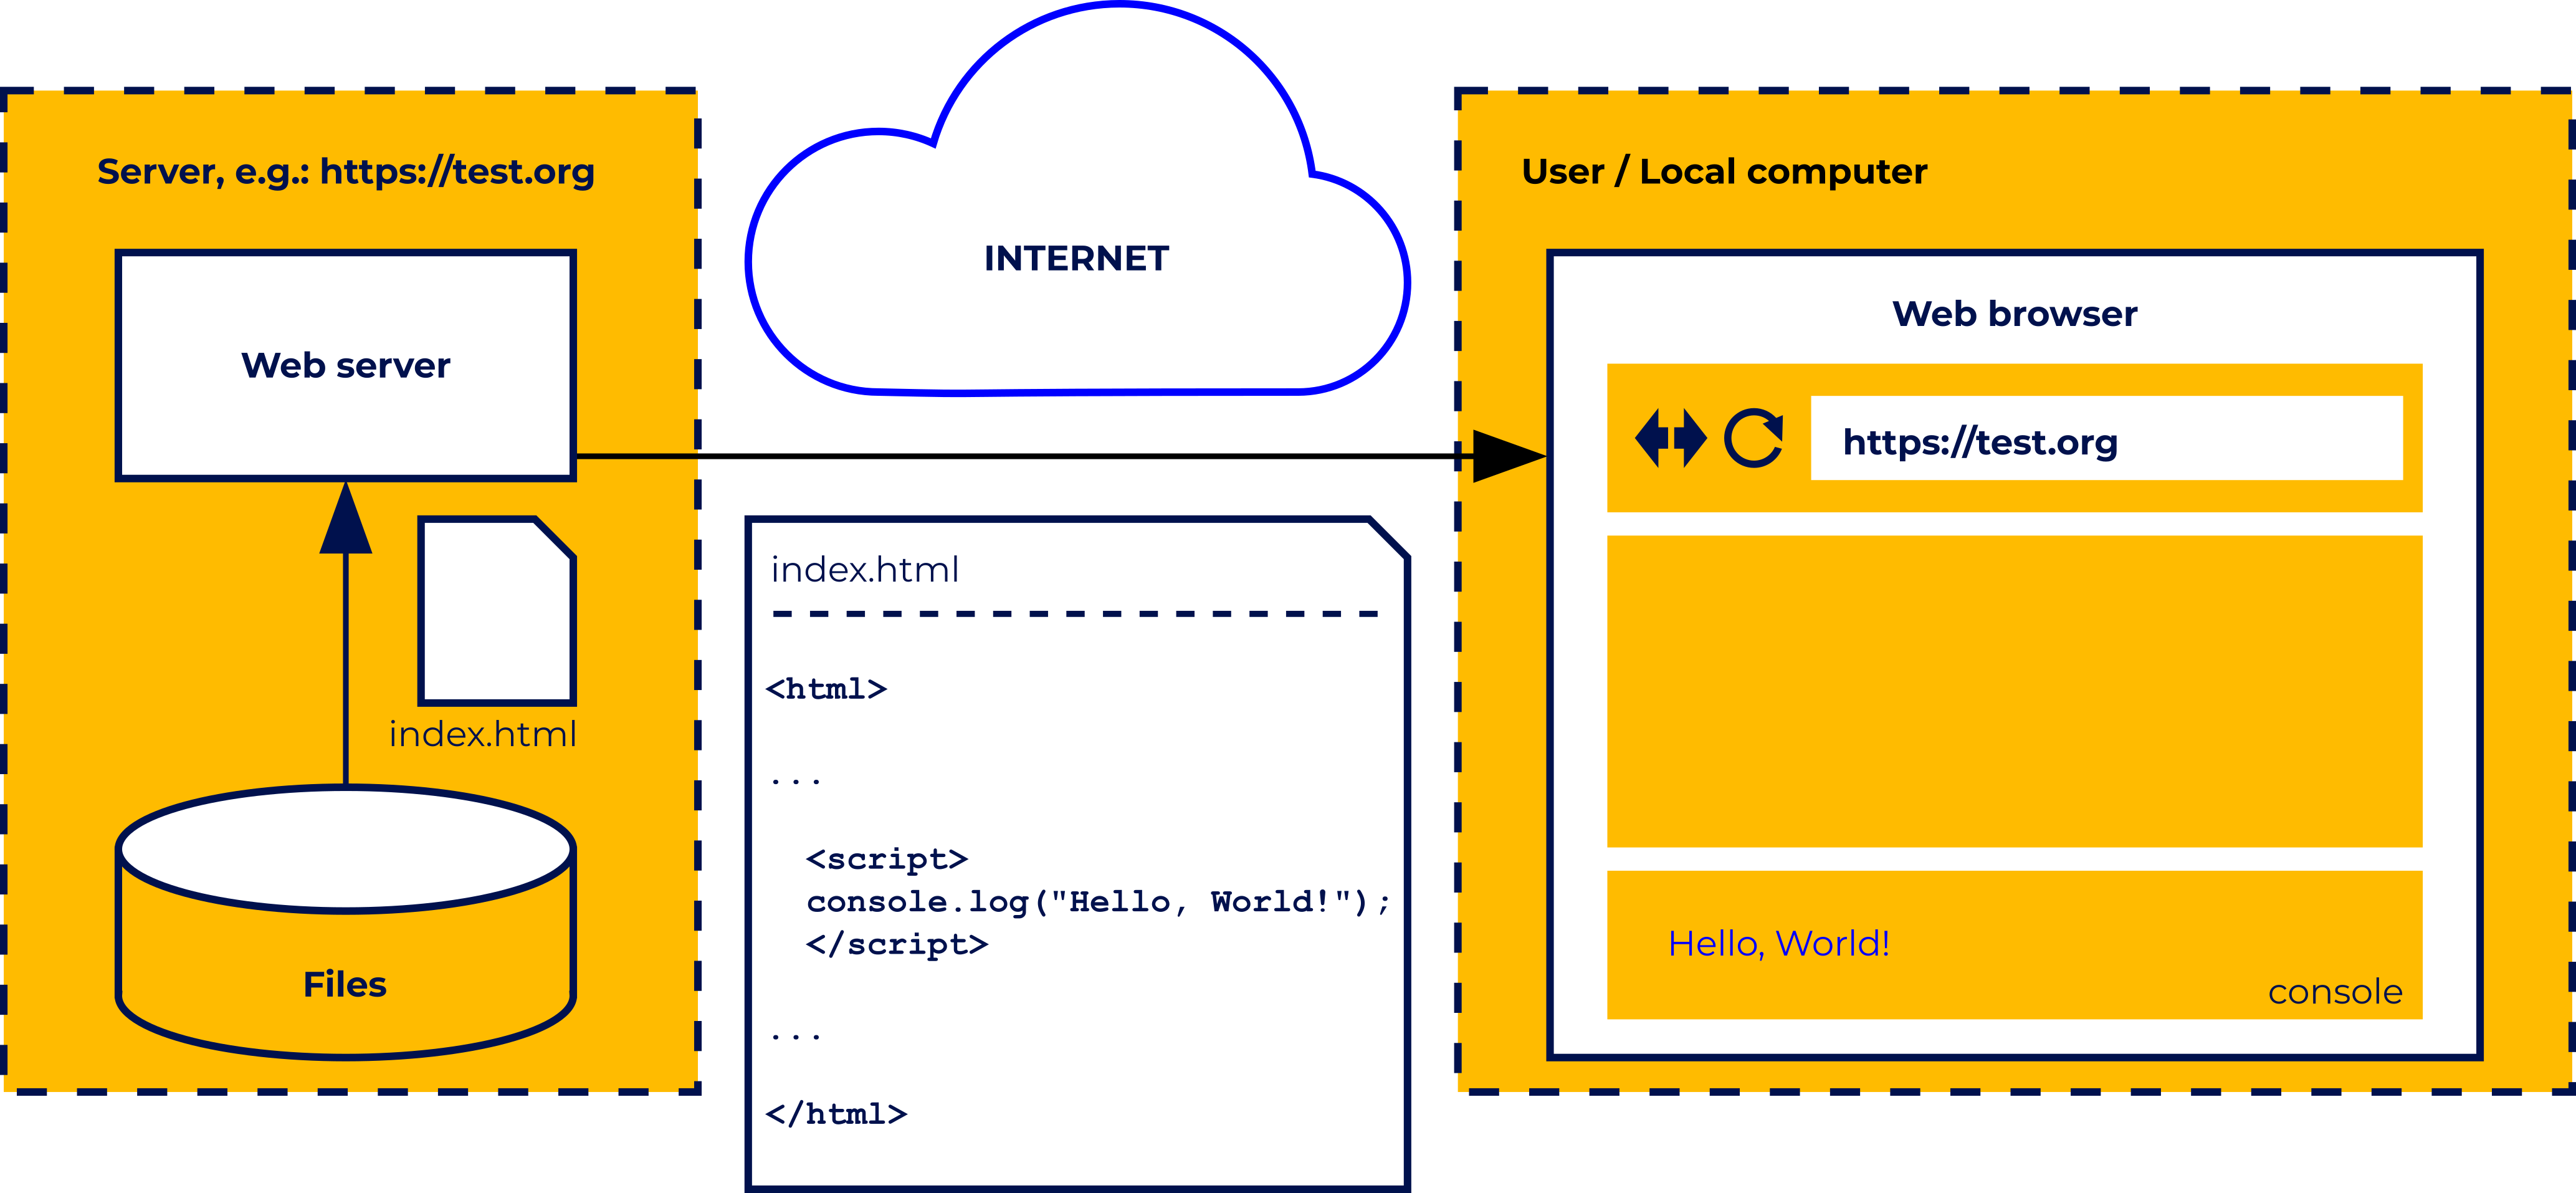 Server, e.g.: https://test.org
Web server
index.html
Files
INTERNET
index.html
<html>
...
<script>
console.log("Hello, World!");
</script>
...
</html>
User / Local computer
Web browser
https://test.org
Hello, World!
console